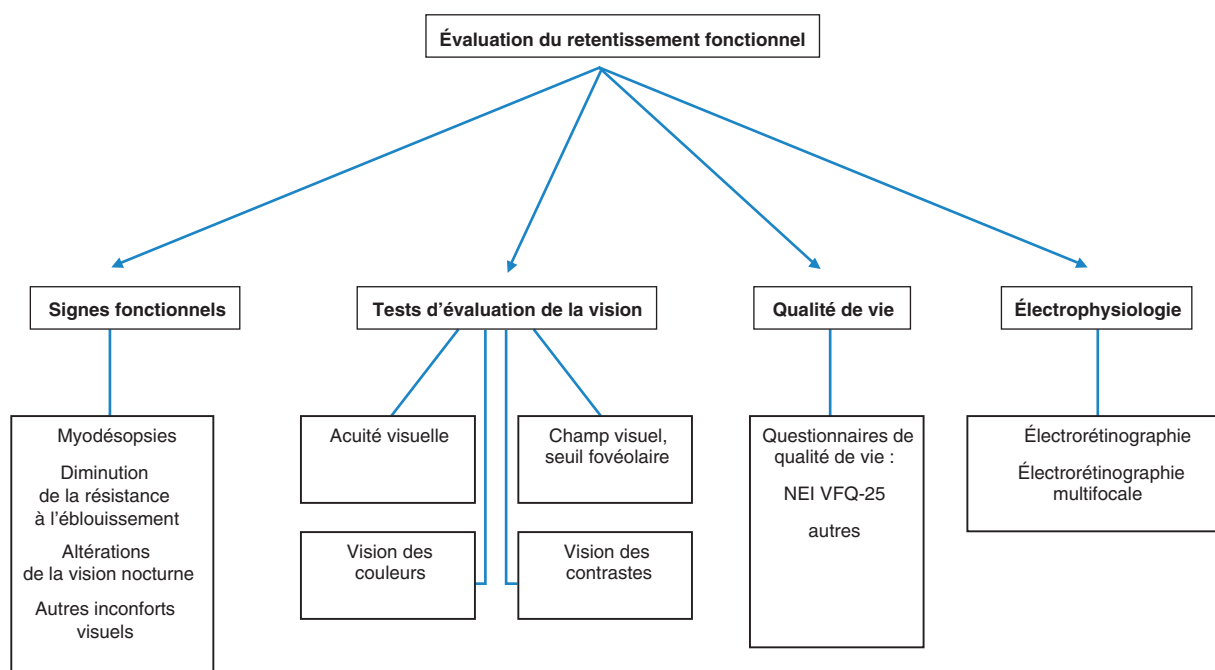 Évaluation du retentissement fonctionnel
Signes fonctionnels
Tests d’évaluation de la vision
Qualité de vie
Électrophysiologie
Myodésopsies
Diminution
de la résistance
à l’éblouissement
Altérations
de la vision nocturne
Autres inconforts
visuels
Acuité visuelle
Champ visuel,
seuil fovéolaire
Vision des
couleurs
Vision des
contrastes
Questionnaires de
qualité de vie :
NEI VFQ-25
autres
Électrorétinographie
Électrorétinographie
multifocale